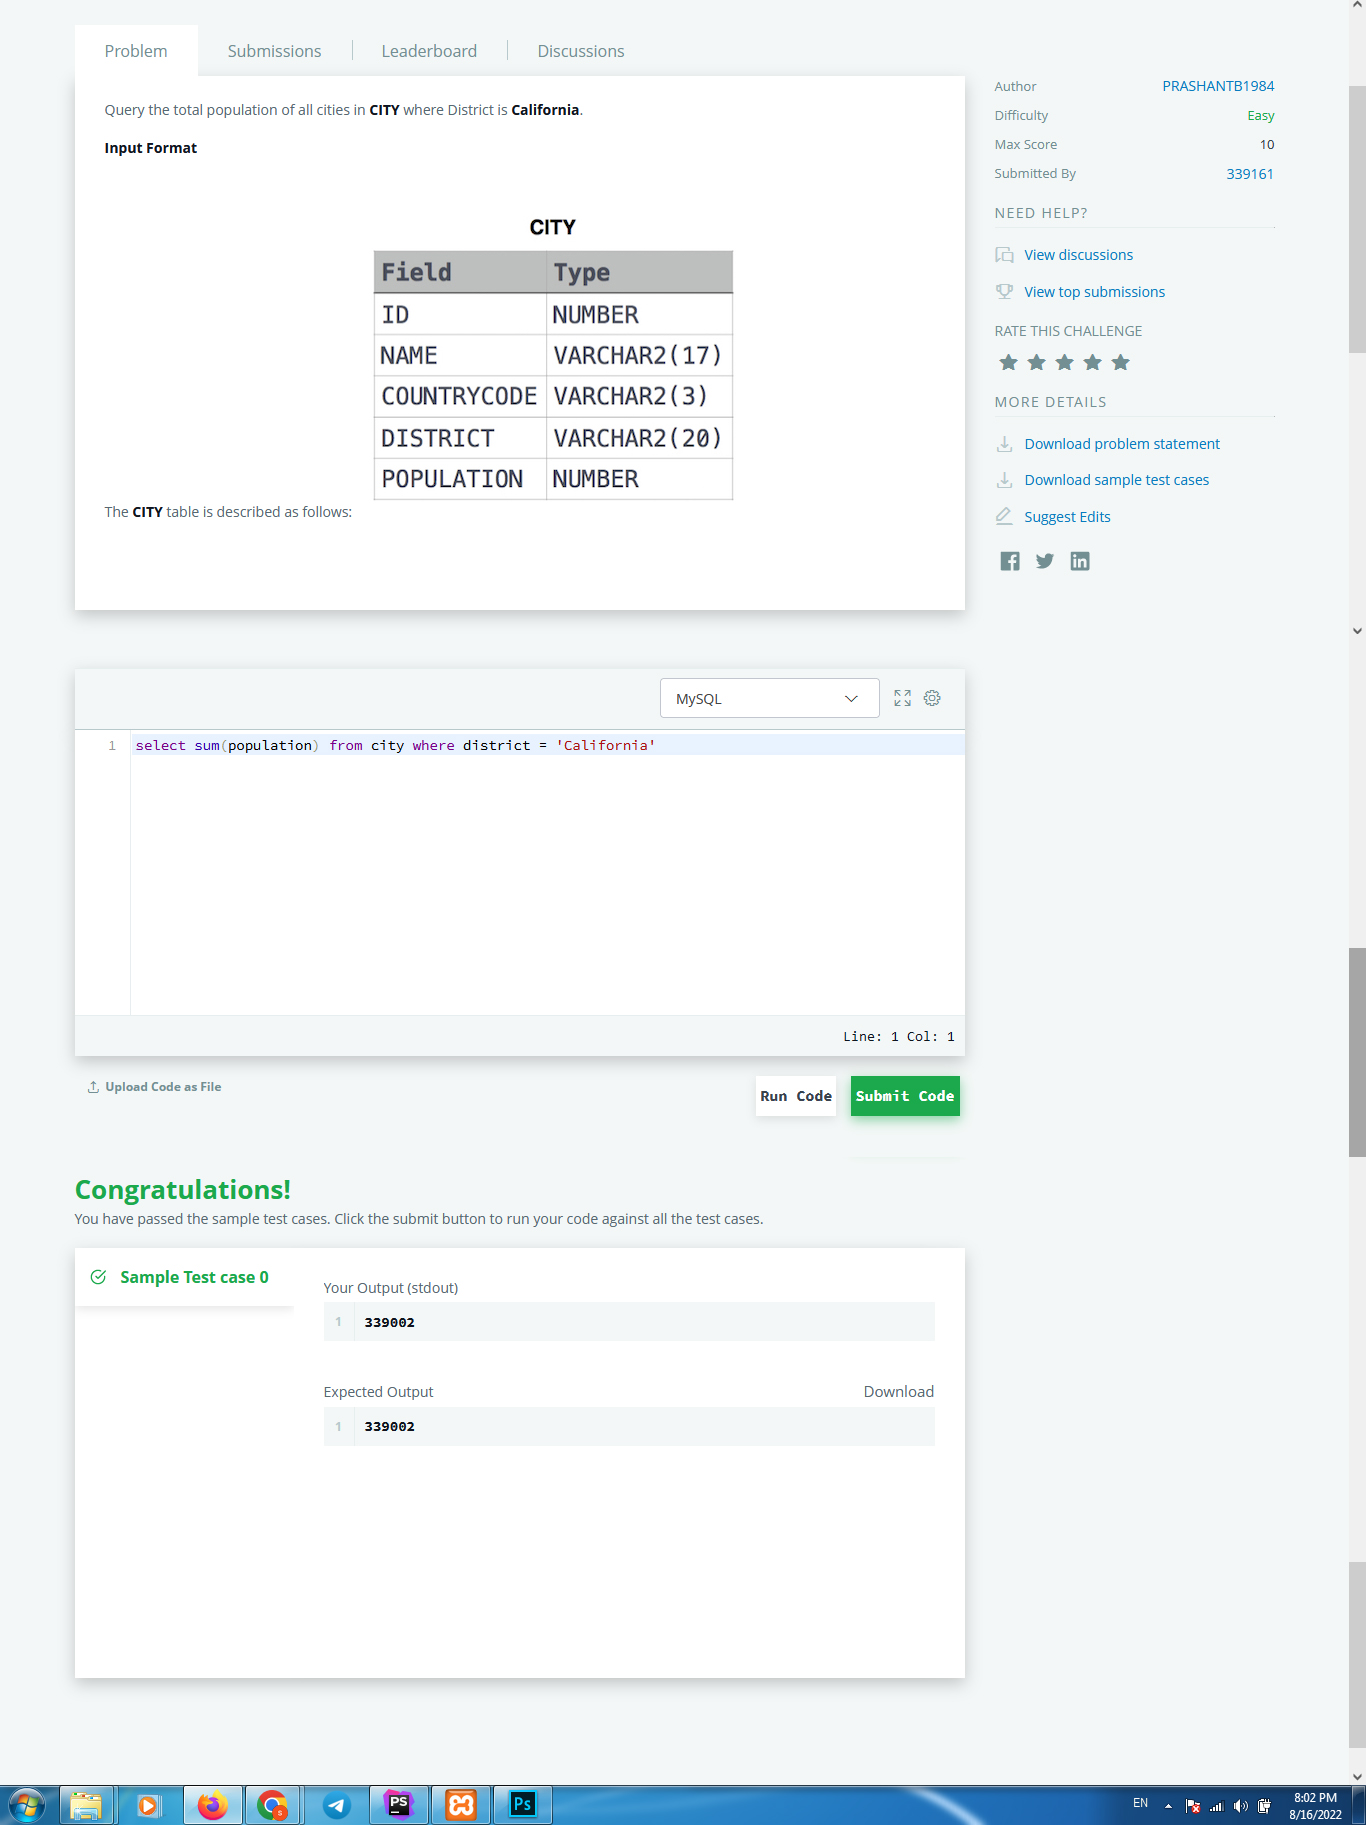 Problem
Submissions
Leaderboard
Discussions
Query the total population of all cities in CITY where District is California.
Input Format
CITY
Field Type
ID NUMBER
NAME VARCHAR2(17)
COUNTRYCODE VARCHAR2(3)
DISTRICT VARCHAR2(20)
POPULATION NUMBER
The CITY table is described as follows:
Author PRASHANTB1984
Difficulty Easy
Max Score 10
Submitted By 339161
NEED HELP?
View discussions
View top submissions
RATE THIS CHALLENGE
MORE DETAILS
Download problem statement
Download sample test cases
Suggest Edits
MySQL
1 select sum(population) from city where district = 'California'
Line: 1 Col: 1
Upload Code as File
Run Code
Submit Code
Congratulations!
You have passed the sample test cases. Click the submit button to run your code against all the test cases.
Sample Test case 0
Your Output (stdout)
1 339002
Expected Output Download
1 339002
S
PS
Ps
EN
8:02 PM
8/16/2022